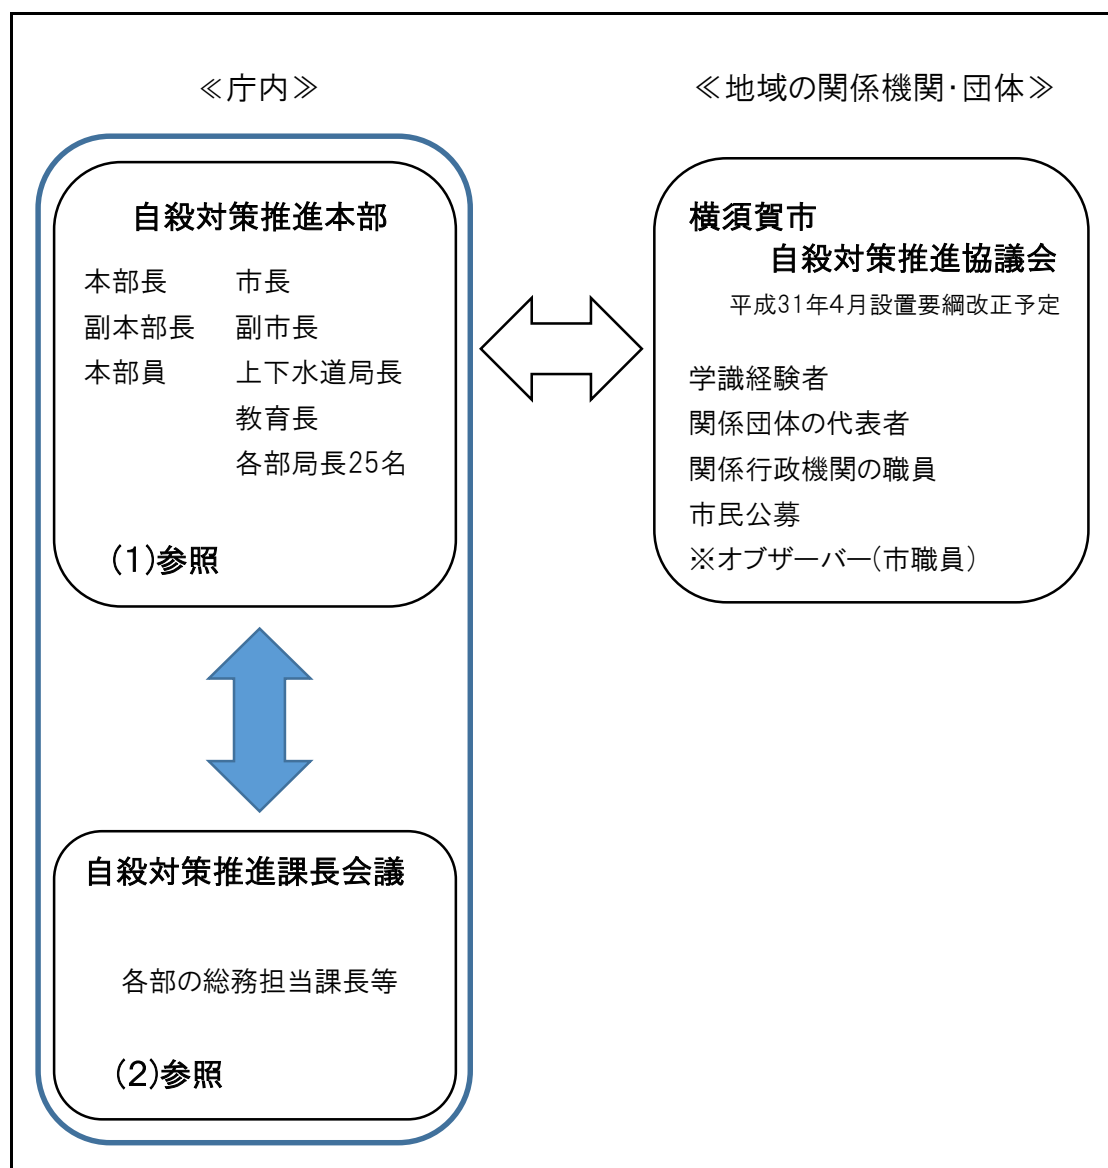 ≪庁内≫
自殺対策推進本部
本部長 市長
副本部長 副市長
本部員 上下水道局長
教育長
各部局長25名
(1)参照
自殺対策推進課長会議
各部の総務担当課長等
(2)参照
≪地域の関係機関・団体≫
横須賀市
自殺対策推進協議会
平成31年4月設置要綱改正予定
学識経験者
関係団体の代表者
関係行政機関の職員
市民公募
※オブザーバー(市職員)